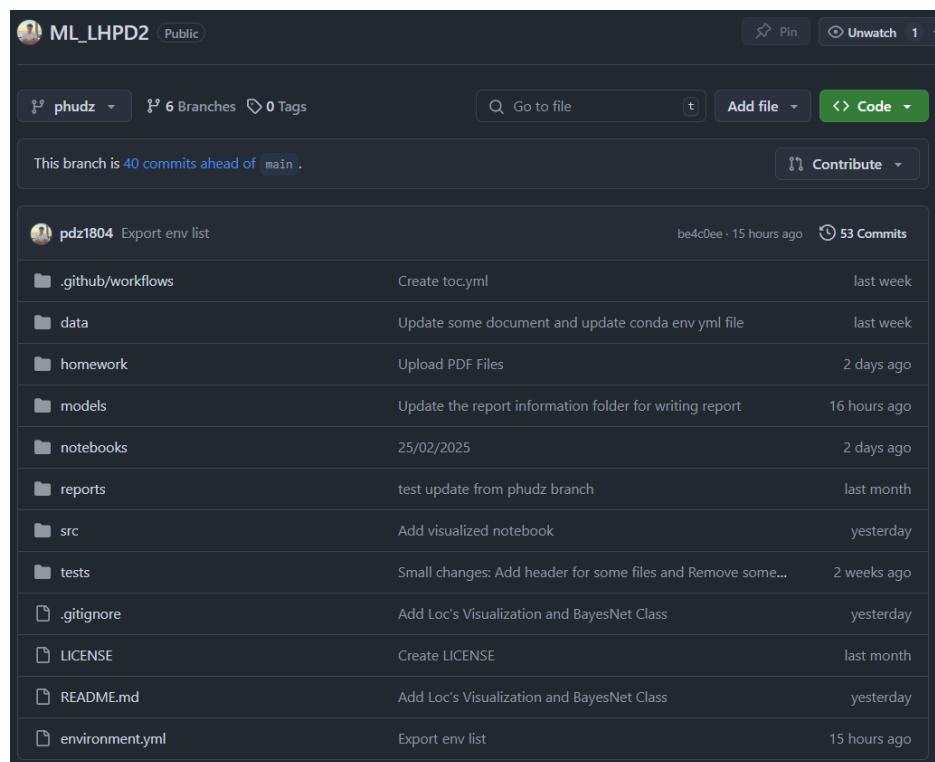 ML_LHPD2 Public Pin Unwatch 1
phudz 6 Branches 0 Tags Go to file t Add file Code
This branch is 40 commits ahead of main . Contribute
pdz1804 Export env list be4c0ee · 15 hours ago 53 Commits
.github/workflows Create toc.yml last week
data Update some document and update conda env yml file last week
homework Upload PDF Files 2 days ago
models Update the report information folder for writing report 16 hours ago
notebooks 25/02/2025 2 days ago
reports test update from phudz branch last month
src Add visualized notebook yesterday
tests Small changes: Add header for some files and Remove some... 2 weeks ago
.gitignore Add Loc's Visualization and BayesNet Class yesterday
LICENSE Create LICENSE last month
README.md Add Loc's Visualization and BayesNet Class yesterday
environment.yml Export env list 15 hours ago